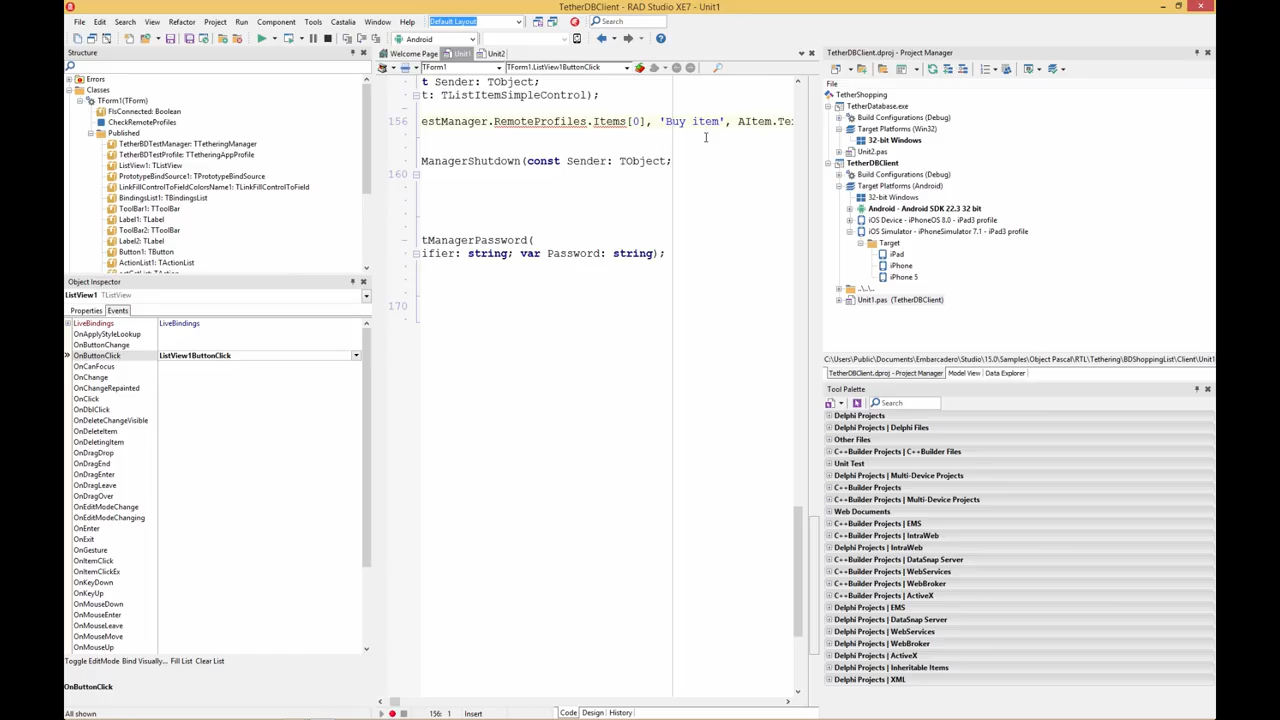 TetherDBClient - RAD Studio XE7 - Unit1
File Edit Search View Refactor Project Run Component Tools Castalia Window Help Default Layout Search
Android
Structure
Welcome Page Unit1 Unit2
TForm1 TForm1.ListView1ButtonClick
Errors
Classes
TForm1(TForm)
FIsConnected: Boolean
CheckRemoteProfiles
Published
TetherBDTestManager: TTetheringManager
TetherBDTestProfile: TTetheringAppProfile
ListView1: TListView
PrototypeBindSource1: TPrototypeBindSource
LinkFillControlToFieldColorsName1: TLinkFillControlToField
BindingsList1: TBindingsList
ToolBar1: TToolBar
Label1: TLabel
ToolBar2: TToolBar
Label2: TLabel
Button1: TButton
ActionList1: TActionList
Object Inspector
ListView1 TListView
Properties Events
LiveBindings LiveBindings
OnApplyStyleLookup
OnButtonChange
OnButtonClick ListView1ButtonClick
OnCanFocus
OnChange
OnChangeRepainted
OnClick
OnDblClick
OnDeleteChangeVisible
OnDeleteItem
OnDeletingItem
OnDragDrop
OnDragEnd
OnDragEnter
OnDragLeave
OnDragOver
OnEditModeChange
OnEditModeChanging
OnEnter
OnExit
OnGesture
OnItemClick
OnItemClickEx
OnKeyDown
OnKeyUp
OnMouseDown
OnMouseEnter
OnMouseLeave
OnMouseMove
OnMouseUp
Toggle EditMode Bind Visually... Fill List Clear List
OnButtonClick
All shown
t Sender: TObject;
t: TListItemSimpleControl);
156 estManager.RemoteProfiles.Items[0], 'Buy item', AItem.Te
ManagerShutdown(const Sender: TObject;
160
tManagerPassword(
ifier: string; var Password: string);
170
156: 1 Insert Code Design History
TetherDBClient.dproj - Project Manager
File
TetherShopping
TetherDatabase.exe
Build Configurations (Debug)
Target Platforms (Win32)
32-bit Windows
Unit2.pas
TetherDBClient
Build Configurations (Debug)
Target Platforms (Android)
32-bit Windows
Android - Android SDK 22.3 32 bit
iOS Device - iPhoneOS 8.0 - iPad3 profile
iOS Simulator - iPhoneSimulator 7.1 - iPad3 profile
Target
iPad
iPhone
iPhone 5
..\..
Unit1.pas (TetherDBClient)
C:\Users\Public\Documents\Embarcadero\Studio\15.0\Samples\Object Pascal\RTL\Tethering\BDShoppingList\Client\Unit1
TetherDBClient.dproj - Project Manager Model View Data Explorer
Tool Palette
Search
Delphi Projects
Delphi Projects | Delphi Files
Other Files
C++Builder Projects | C++Builder Files
Unit Test
Delphi Projects | Multi-Device Projects
C++Builder Projects
C++Builder Projects | Multi-Device Projects
Web Documents
C++Builder Projects | EMS
C++Builder Projects | IntraWeb
Delphi Projects | IntraWeb
C++Builder Projects | DataSnap Server
C++Builder Projects | WebServices
C++Builder Projects | WebBroker
C++Builder Projects | ActiveX
Delphi Projects | EMS
Delphi Projects | DataSnap Server
Delphi Projects | WebServices
Delphi Projects | WebBroker
Delphi Projects | ActiveX
Delphi Projects | Inheritable Items
Delphi Projects | XML